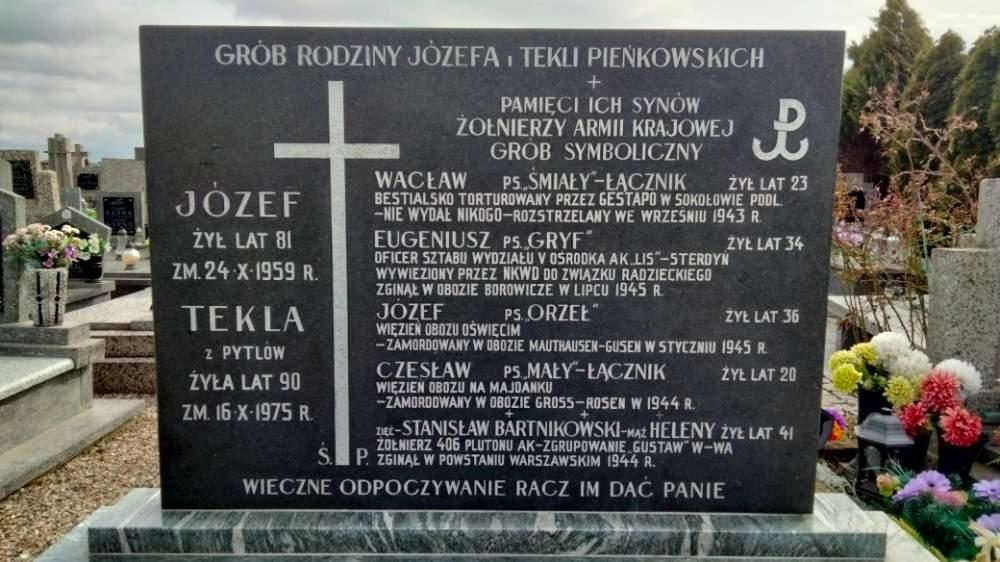 GRÓB RODZINY JÓZEFA i TEKLI PIEŃKOWSKICH
PAMIĘCI ICH SYNÓW
ŻOŁNIERZY ARMII KRAJOWEJ
GRÓB SYMBOLICZNY
JÓZEF
ŻYŁ LAT 81
ZM. 24·X·1959 R.
TEKLA
z PYTLÓW
ŻYŁA LAT 90
ZM. 16·X·1975 R.
WACŁAW PS. „ŚMIAŁY"-ŁĄCZNIK ŻYŁ LAT 23
BESTIALSKO TORTUROWANY PRZEZ GESTAPO W SOKOŁOWIE PODL.
-NIE WYDAŁ NIKOGO-ROZSTRZELANY WE WRZEŚNIU 1943 R.
EUGENIUSZ PS. „GRYF" ŻYŁ LAT 34
OFICER SZTABU WYDZIAŁU V OŚRODKA AK „LIS"-STERDYŃ
WYWIEZIONY PRZEZ NKWD DO ZWIĄZKU RADZIECKIEGO
ZGINĄŁ W OBOZIE BOROWICZE W LIPCU 1945 R.
JÓZEF PS. „ORZEŁ" ŻYŁ LAT 36
WIĘZIEŃ OBOZU OŚWIĘCIM
-ZAMORDOWANY W OBOZIE MAUTHAUSEN-GUSEN W STYCZNIU 1945 R.
CZESŁAW PS. „MAŁY"-ŁĄCZNIK ŻYŁ LAT 20
WIĘZIEŃ OBOZU NA MAJDANKU
-ZAMORDOWANY W OBOZIE GROSS-ROSEN W 1944 R.
ZIĘĆ-STANISŁAW BARTNIKOWSKI-MĄŻ HELENY ŻYŁ LAT 41
ŻOŁNIERZ 406 PLUTONU AK-ZGRUPOWANIE „GUSTAW" W-WA
ZGINĄŁ W POWSTANIU WARSZAWSKIM 1944 R.
Ś. P.
WIECZNE ODPOCZYWANIE RACZ IM DAĆ PANIE